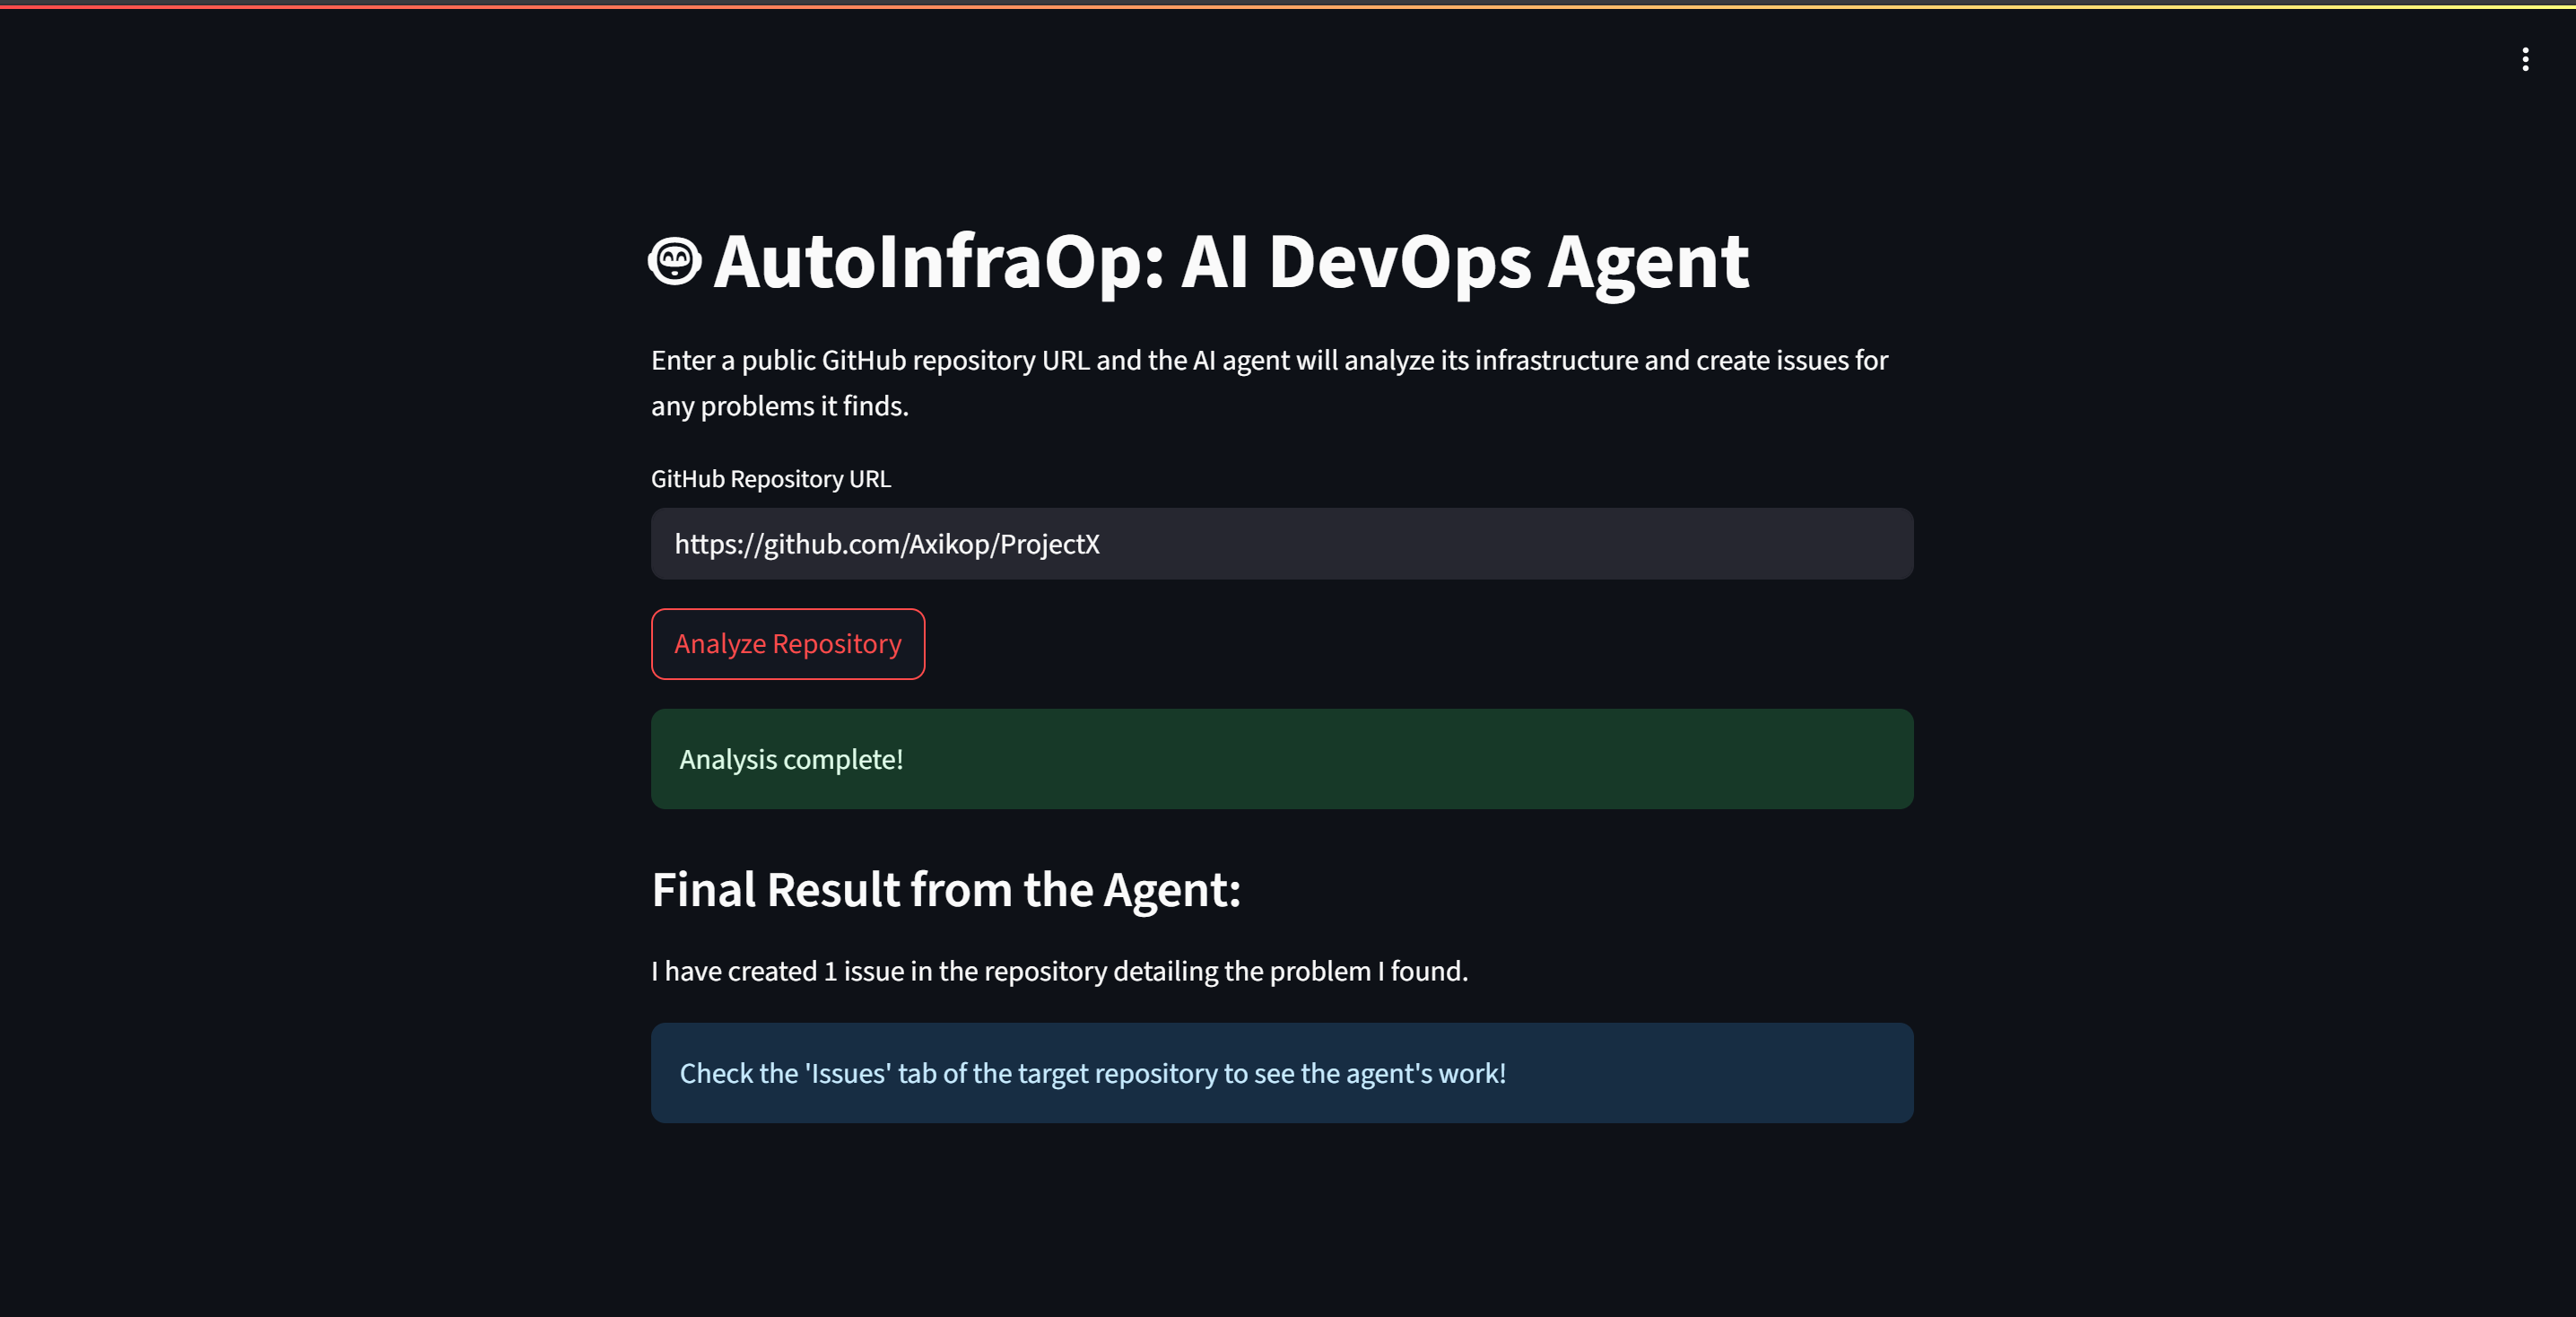 AutoInfraOp: AI DevOps Agent
Enter a public GitHub repository URL and the AI agent will analyze its infrastructure and create issues for
any problems it finds.
GitHub Repository URL
https://github.com/Axikop/ProjectX
Analyze Repository
Analysis complete!
Final Result from the Agent:
I have created 1 issue in the repository detailing the problem I found.
Check the 'Issues' tab of the target repository to see the agent's work!